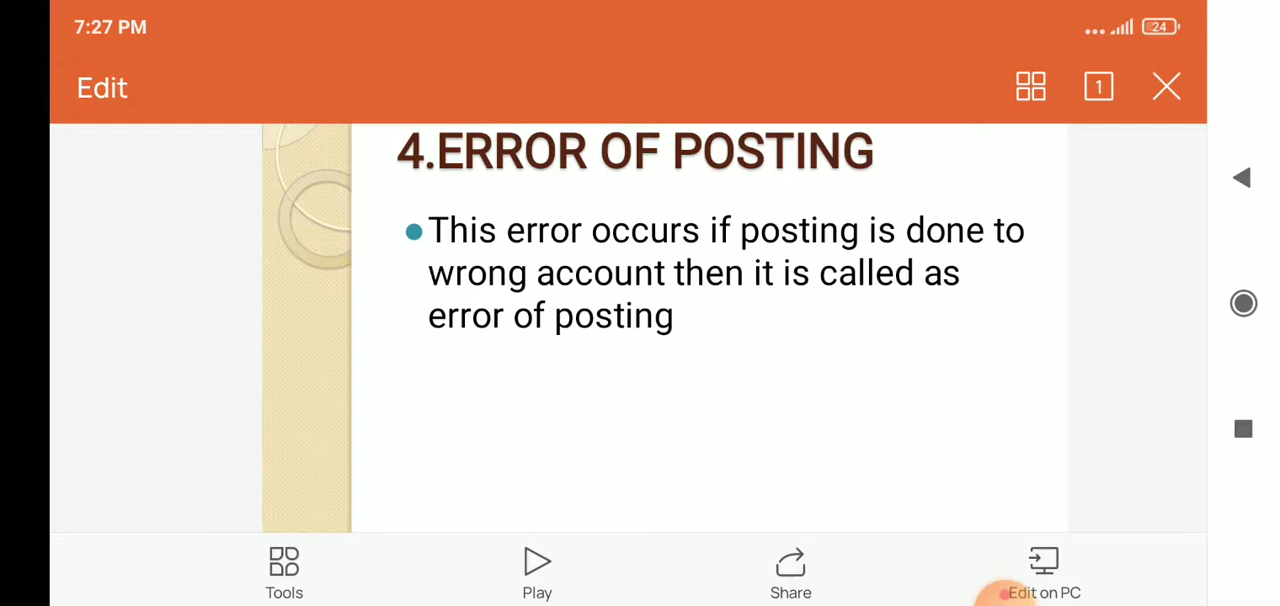 7:27 PM
24
Edit
1
4.ERROR OF POSTING
This error occurs if posting is done to
wrong account then it is called as
error of posting
Tools
Play
Share
Edit on PC